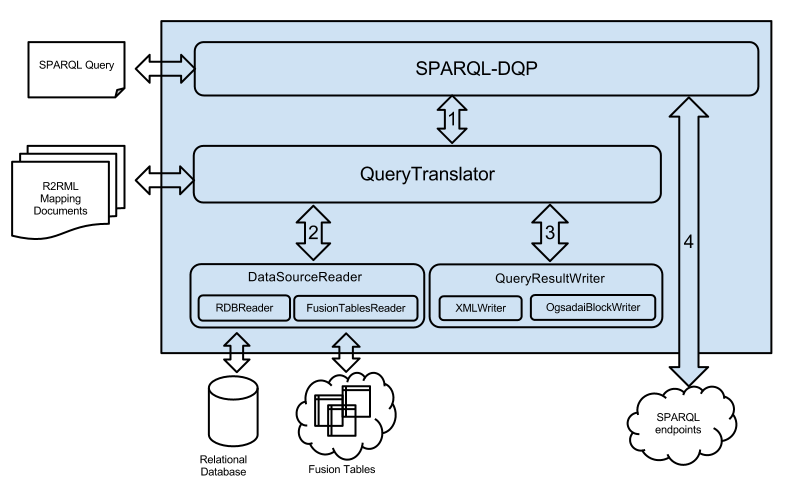 SPARQL Query
SPARQL-DQP
1
R2RML
Mapping
Documents
QueryTranslator
2
3
4
DataSourceReader
RDBReader
FusionTablesReader
QueryResultWriter
XMLWriter
OgsadaiBlockWriter
Relational
Database
Fusion Tables
SPARQL
endpoints